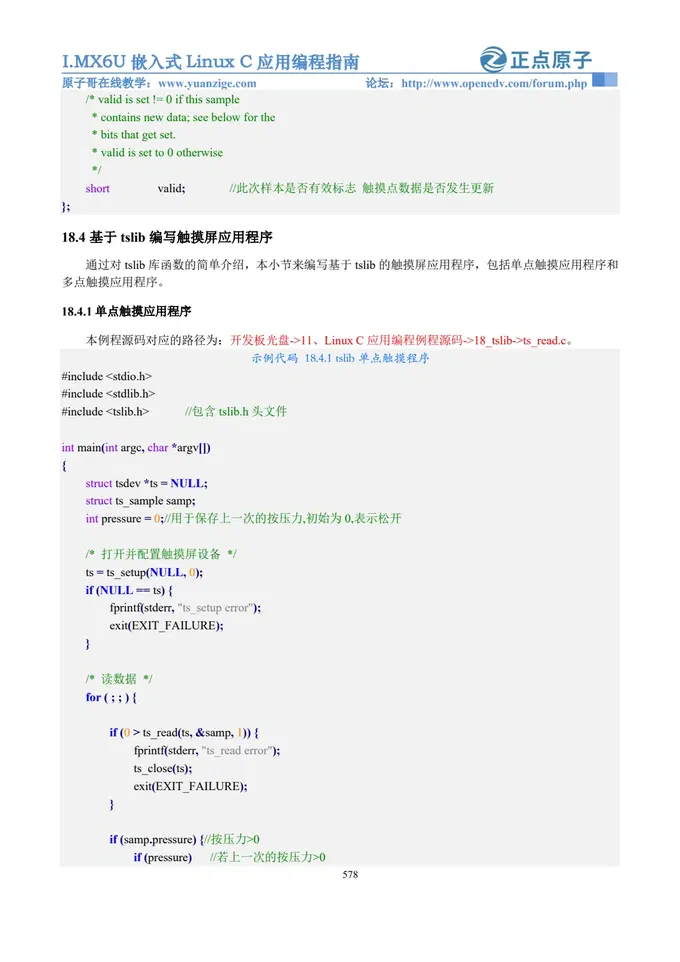 I.MX6U 嵌入式 Linux C 应用编程指南
正点原子
原子哥在线教学：www.yuanzige.com 论坛：http://www.openedv.com/forum.php
/* valid is set != 0 if this sample
* contains new data; see below for the
* bits that get set.
* valid is set to 0 otherwise
*/
short valid; //此次样本是否有效标志 触摸点数据是否发生更新
};
18.4 基于 tslib 编写触摸屏应用程序
通过对 tslib 库函数的简单介绍，本小节来编写基于 tslib 的触摸屏应用程序，包括单点触摸应用程序和
多点触摸应用程序。
18.4.1 单点触摸应用程序
本例程源码对应的路径为：开发板光盘->11、Linux C 应用编程例程源码->18_tslib->ts_read.c。
示例代码 18.4.1 tslib 单点触摸程序
#include <stdio.h>
#include <stdlib.h>
#include <tslib.h> //包含 tslib.h 头文件
int main(int argc, char *argv[])
{
struct tsdev *ts = NULL;
struct ts_sample samp;
int pressure = 0;//用于保存上一次的按压力,初始为 0,表示松开
/* 打开并配置触摸屏设备 */
ts = ts_setup(NULL, 0);
if (NULL == ts) {
fprintf(stderr, "ts_setup error");
exit(EXIT_FAILURE);
}
/* 读数据 */
for ( ; ; ) {
if (0 > ts_read(ts, &samp, 1)) {
fprintf(stderr, "ts_read error");
ts_close(ts);
exit(EXIT_FAILURE);
}
if (samp.pressure) {//按压力>0
if (pressure) //若上一次的按压力>0
578